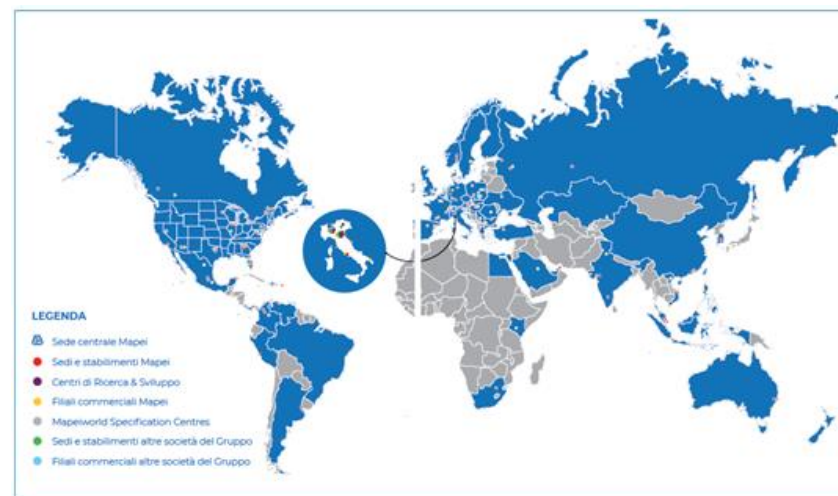 LEGENDA
Sede centrale Mapei
Sedi e stabilimenti Mapei
Centri di Ricerca & Sviluppo
Filiali commerciali Mapei
Mapeiworld Specification Centres
Sedi e stabilimenti altre società del Gruppo
Filiali commerciali altre società del Gruppo